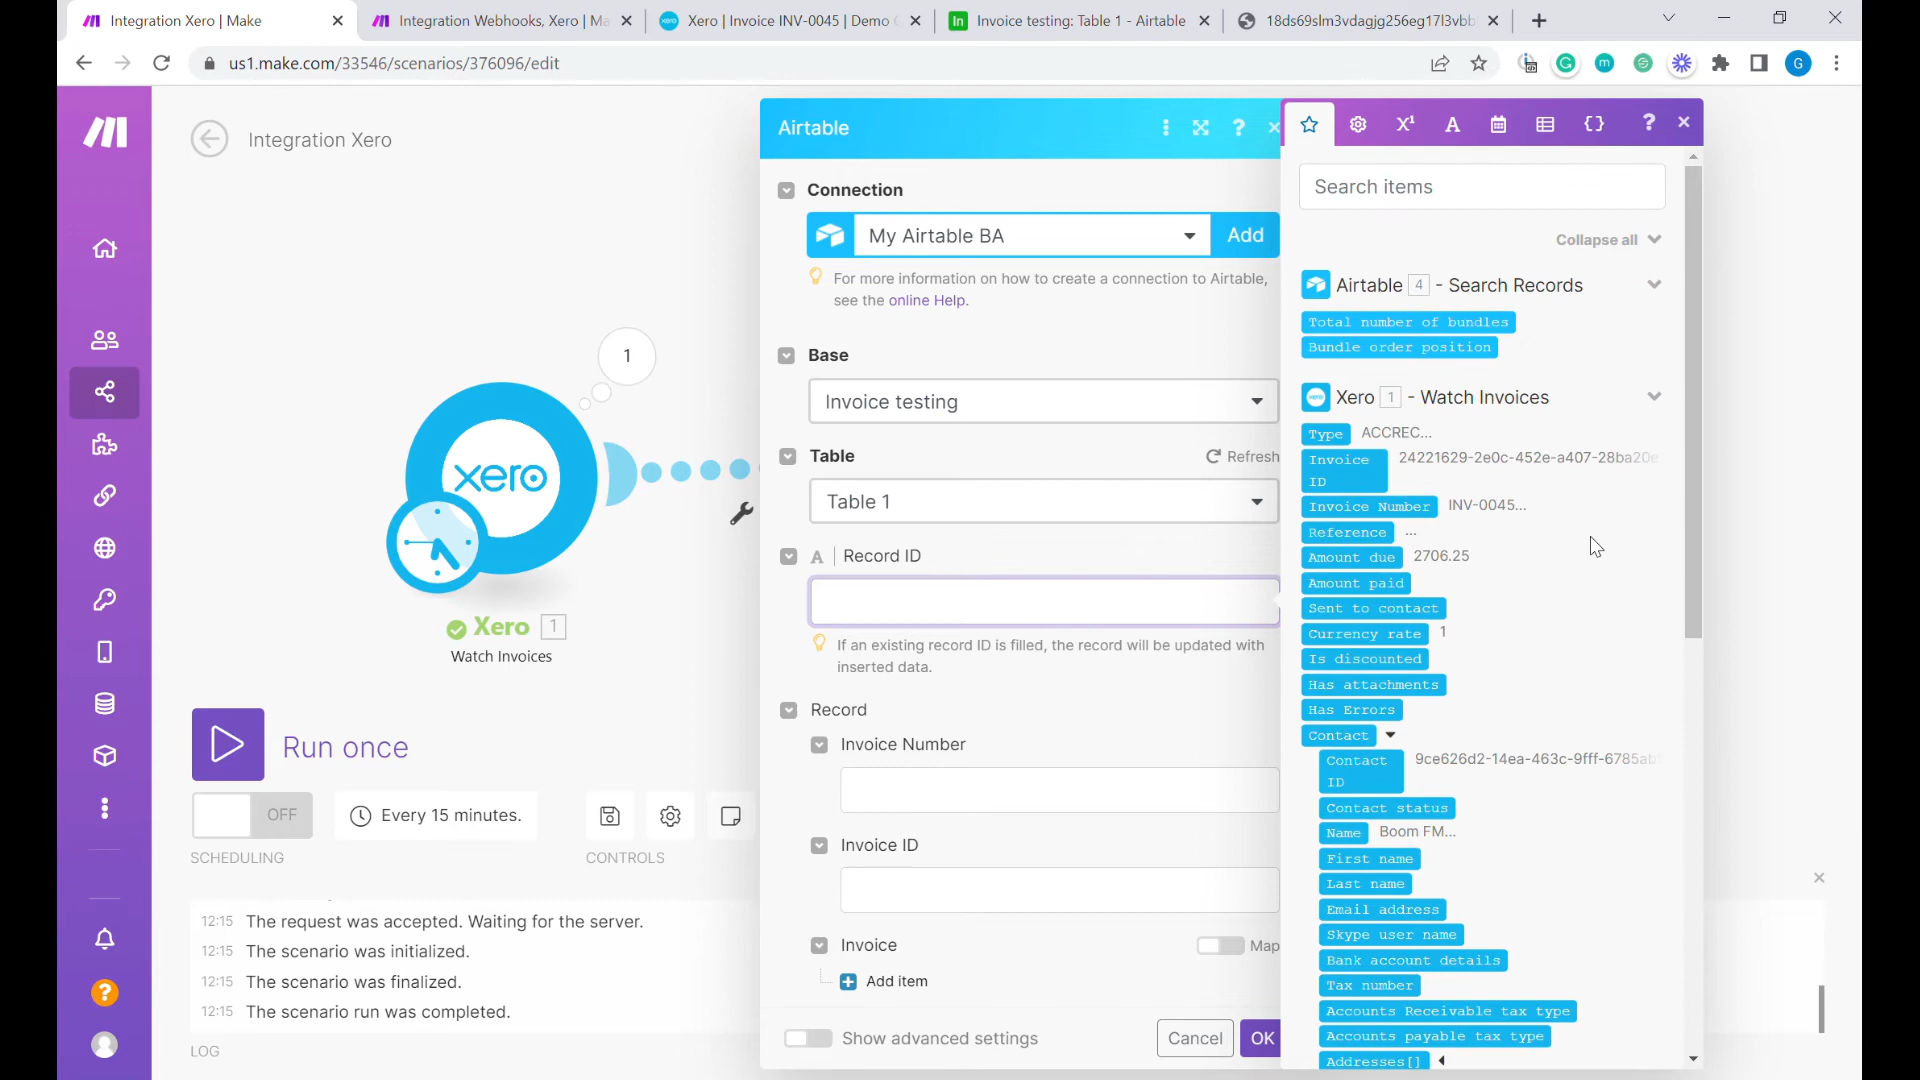 Integration Xero | Make
Integration Webhooks, Xero | Ma
Xero | Invoice INV-0045 | Demo
Invoice testing: Table 1 - Airtable
us1.make.com/33546/scenarios/376096/edit
G
Integration Xero
1
xero
Xero 1
Watch Invoices
Run once
OFF
Every 15 minutes.
SCHEDULING
CONTROLS
12:15 The request was accepted. Waiting for the server.
12:15 The scenario was initialized.
12:15 The scenario was finalized.
12:15 The scenario run was completed.
LOG
Airtable
Connection
My Airtable BA
Add
For more information on how to create a connection to Airtable,
see the online Help.
Base
Invoice testing
Table
Refresh
Table 1
A Record ID
If an existing record ID is filled, the record will be updated with
inserted data.
Record
Invoice Number
Invoice ID
Invoice
Map
Add item
Show advanced settings
Cancel
OK
Search items
Collapse all
Airtable 4 - Search Records
Total number of bundles
Bundle order position
Xero 1 - Watch Invoices
Type ACCREC...
Invoice ID 24221629-2e0c-452e-a407-28ba20e
Invoice Number INV-0045...
Reference ...
Amount due 2706.25
Amount paid
Sent to contact
Currency rate 1
Is discounted
Has attachments
Has Errors
Contact
Contact ID 9ce626d2-14ea-463c-9fff-6785ab
Contact status
Name Boom FM...
First name
Last name
Email address
Skype user name
Bank account details
Tax number
Accounts Receivable tax type
Accounts payable tax type
Addresses[]